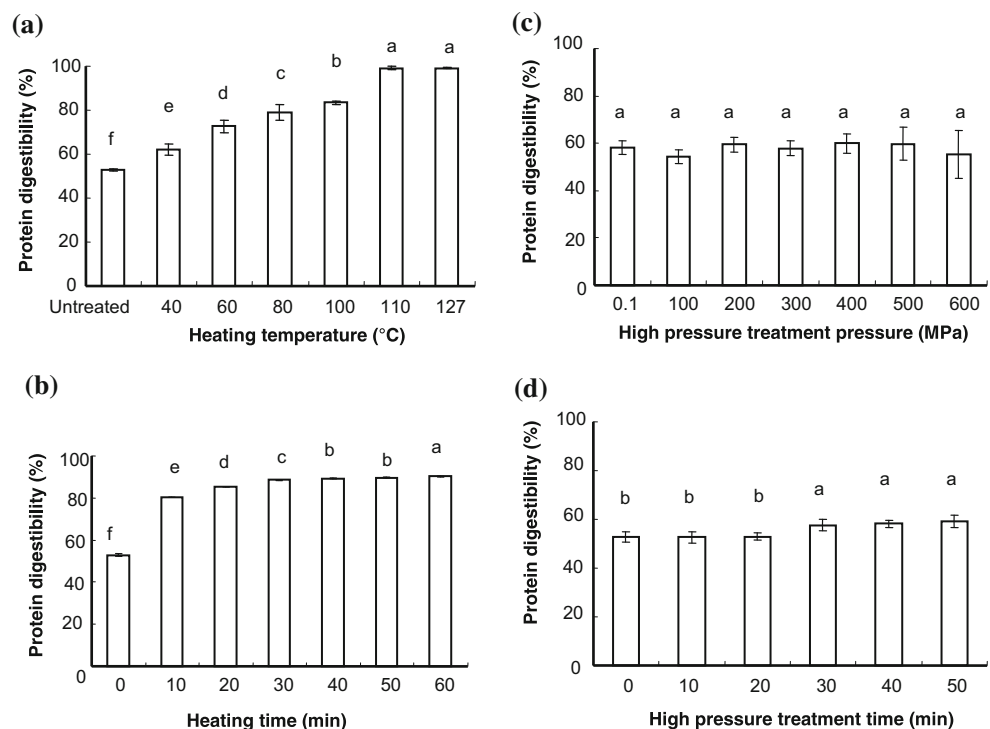 (a)
Protein digestibility (%)
100
80
60
40
20
0
f e d c b a a
Untreated 40 60 80 100 110 127
Heating temperature (°C)
(b)
Protein digestibility (%)
100
80
60
40
20
0
f e d c b b a
0 10 20 30 40 50 60
Heating time (min)
(c)
Protein digestibility (%)
100
80
60
40
20
0
a a a a a a a
0.1 100 200 300 400 500 600
High pressure treatment pressure (MPa)
(d)
Protein digestibility (%)
100
80
60
40
20
0
b b b a a a
0 10 20 30 40 50
High pressure treatment time (min)